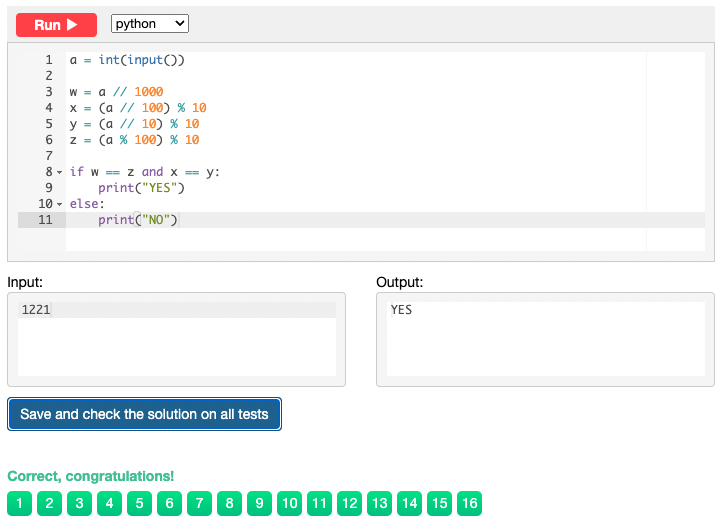 Run ▶ python
1 a = int(input())
2
3 w = a // 1000
4 x = (a // 100) % 10
5 y = (a // 10) % 10
6 z = (a % 100) % 10
7
8 if w == z and x == y:
9     print("YES")
10 else:
11     print("NO")
Input: Output:
1221 YES
Save and check the solution on all tests
Correct, congratulations!
1 2 3 4 5 6 7 8 9 10 11 12 13 14 15 16